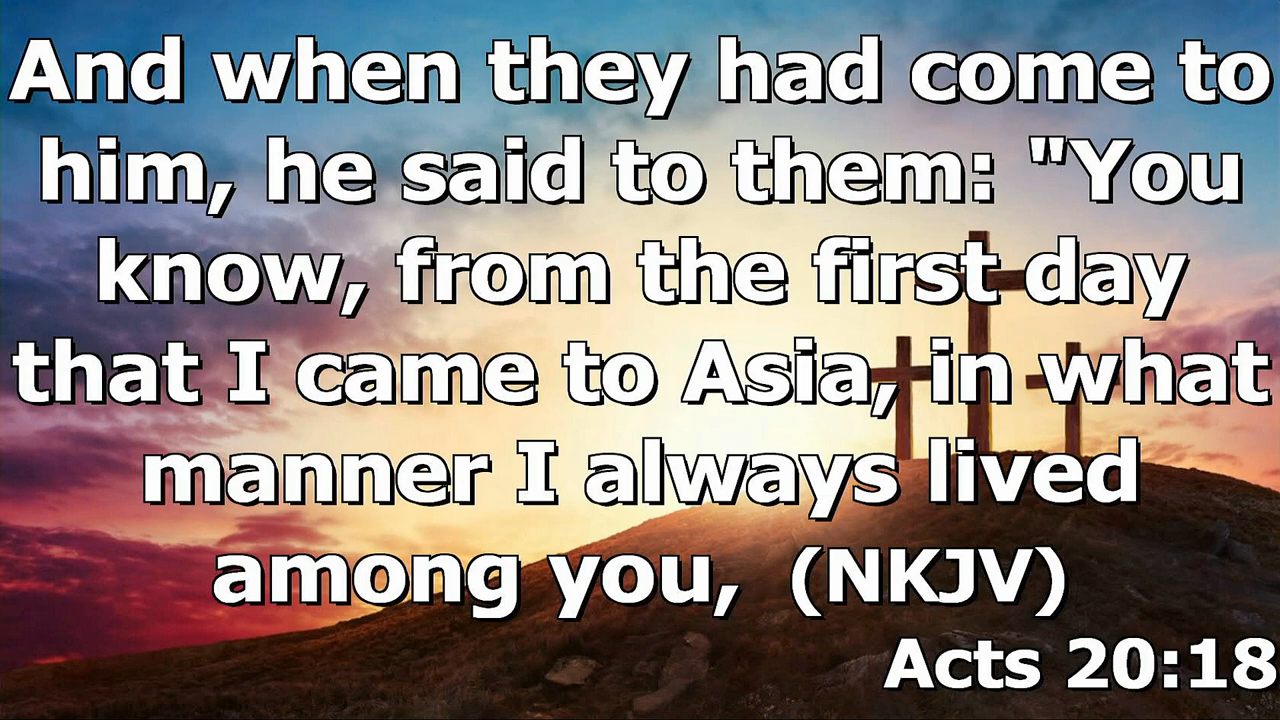 And when they had come to
him, he said to them: "You
know, from the first day
that I came to Asia, in what
manner I always lived
among you,  (NKJV)
Acts 20:18